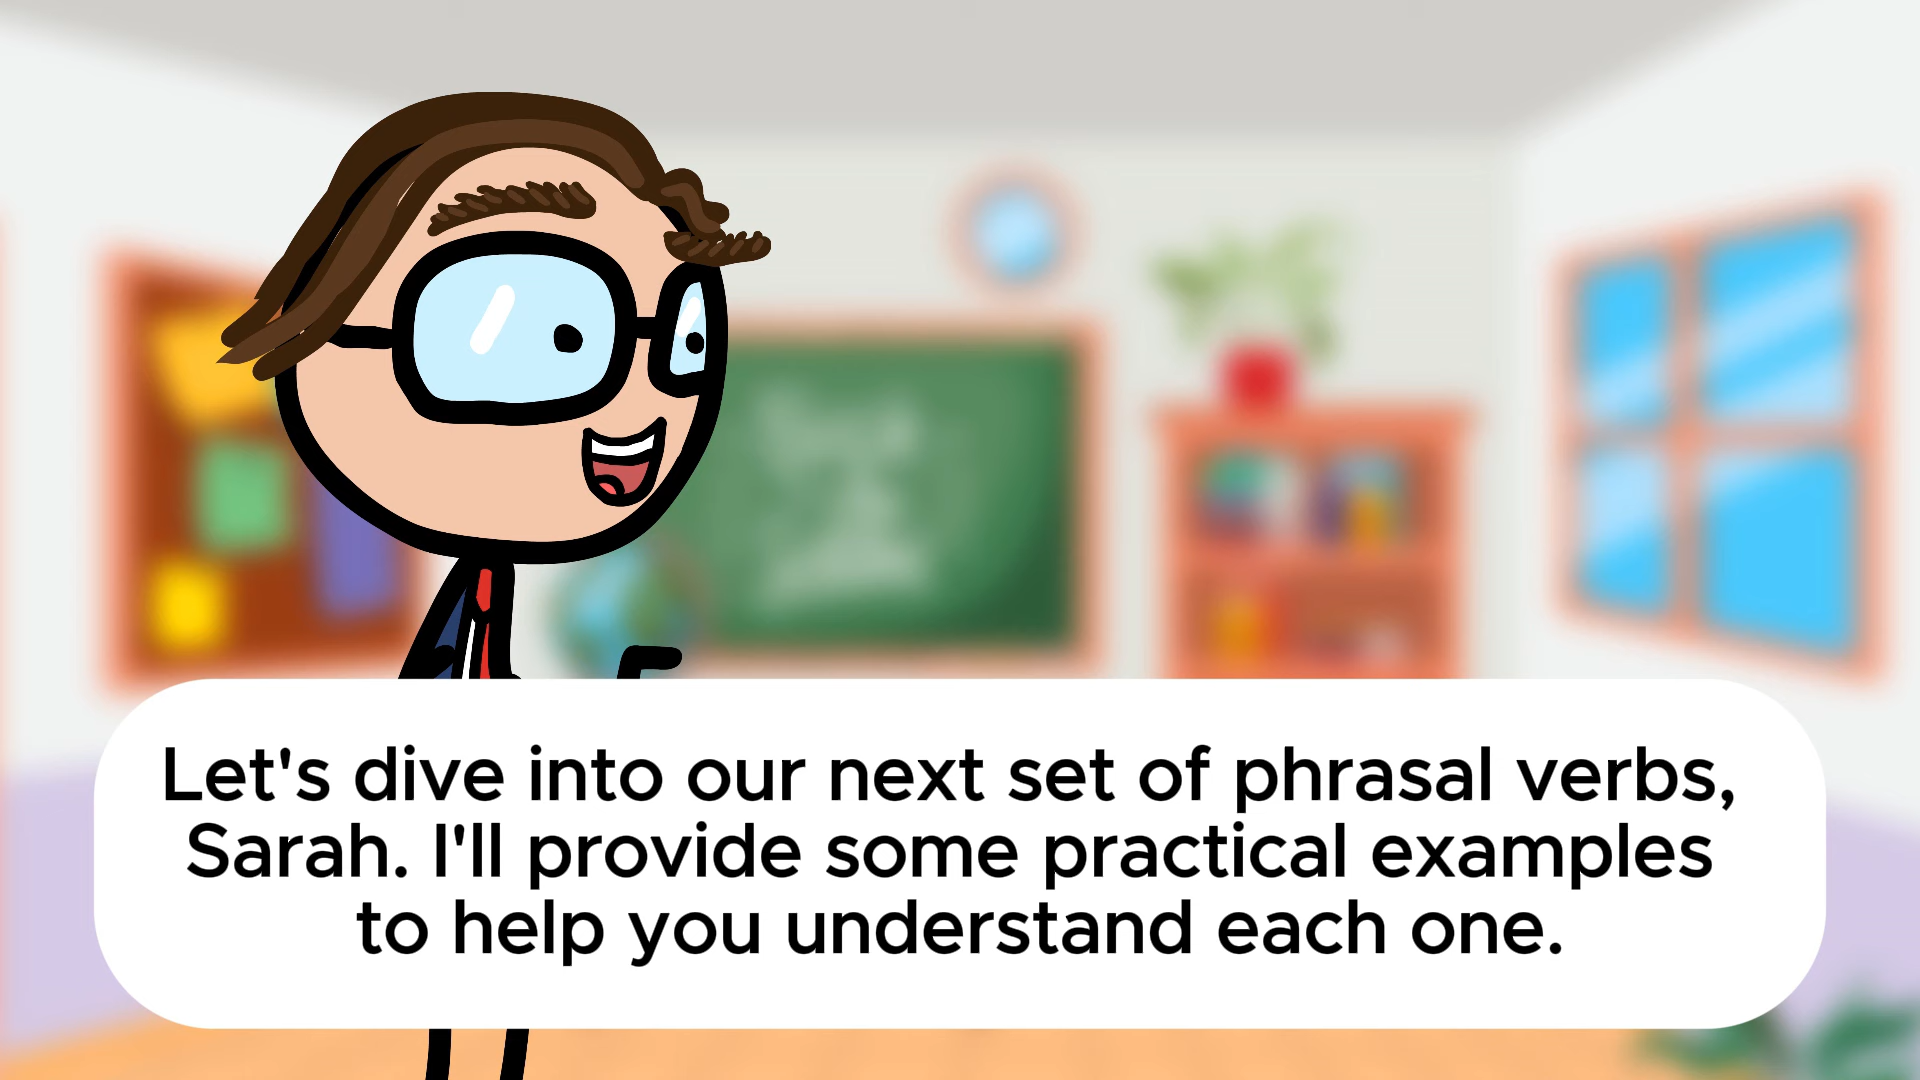 Let's dive into our next set of phrasal verbs,
Sarah. I'll provide some practical examples
to help you understand each one.